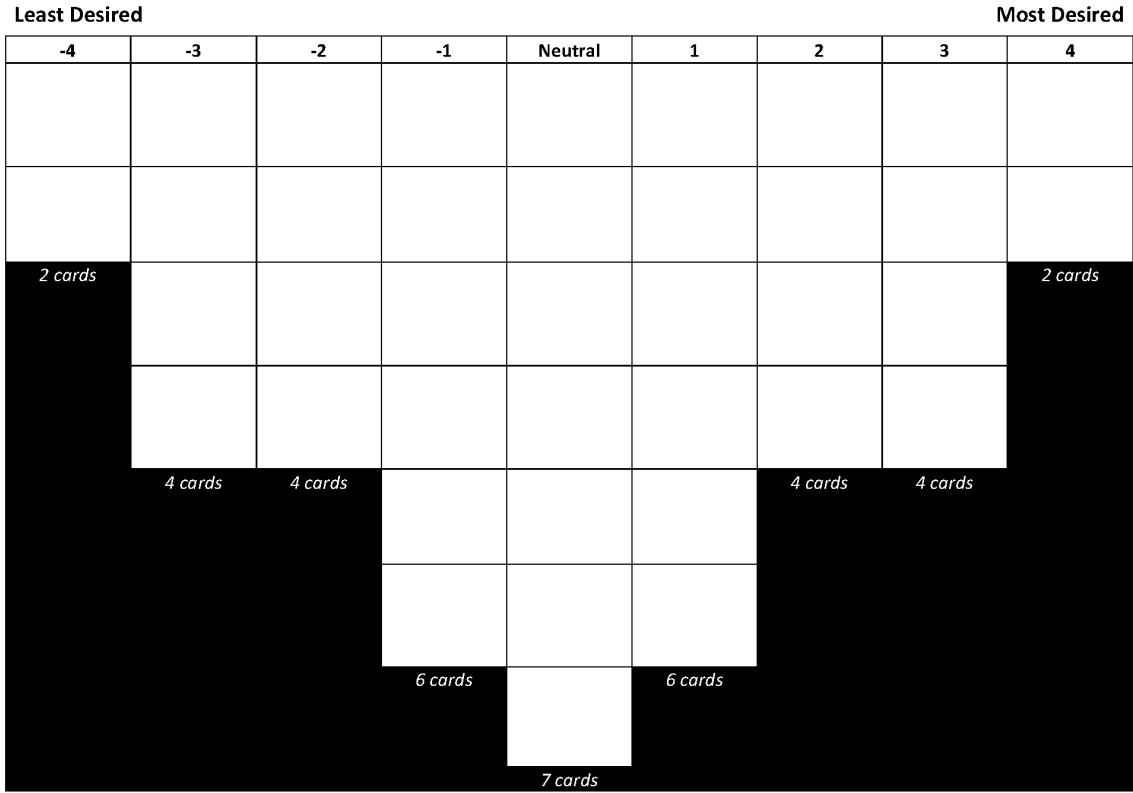 Least Desired Most Desired
-4 -3 -2 -1 Neutral 1 2 3 4
2 cards 2 cards
4 cards 4 cards 4 cards 4 cards
6 cards 6 cards
7 cards